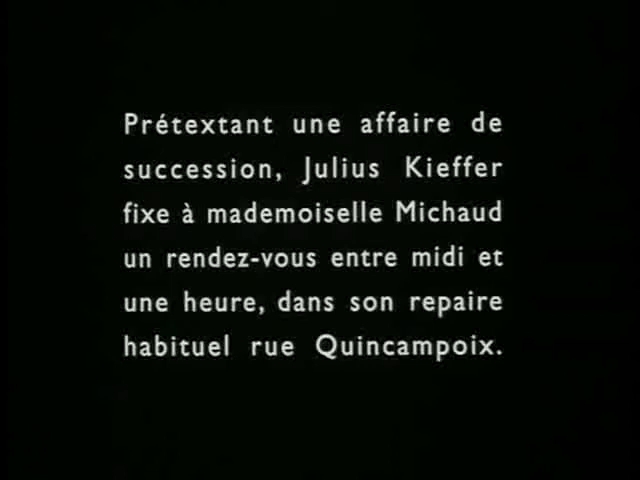 Prétextant une affaire de
succession, Julius Kieffer
fixe à mademoiselle Michaud
un rendez-vous entre midi et
une heure, dans son repaire
habituel rue Quincampoix.